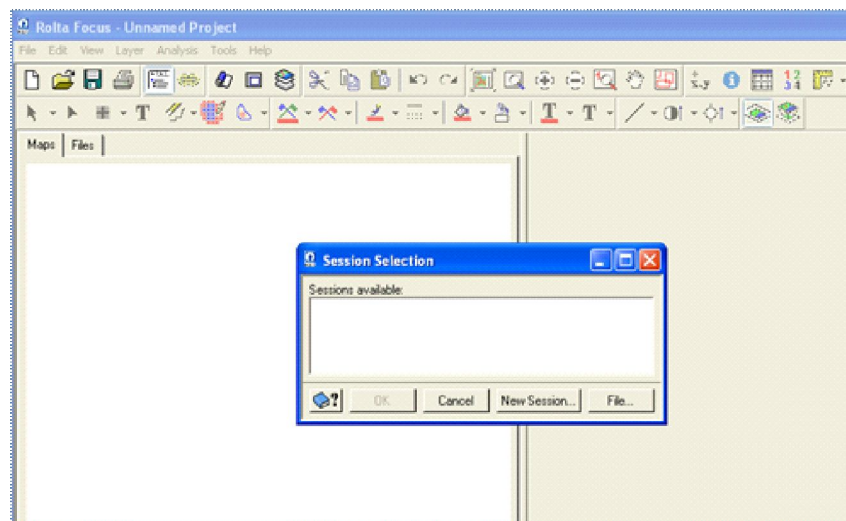 Rolta Focus - Unnamed Project
File Edit View Layer Analysis Tools Help
Maps Files
Session Selection
Sessions available:
OK Cancel New Session... File...